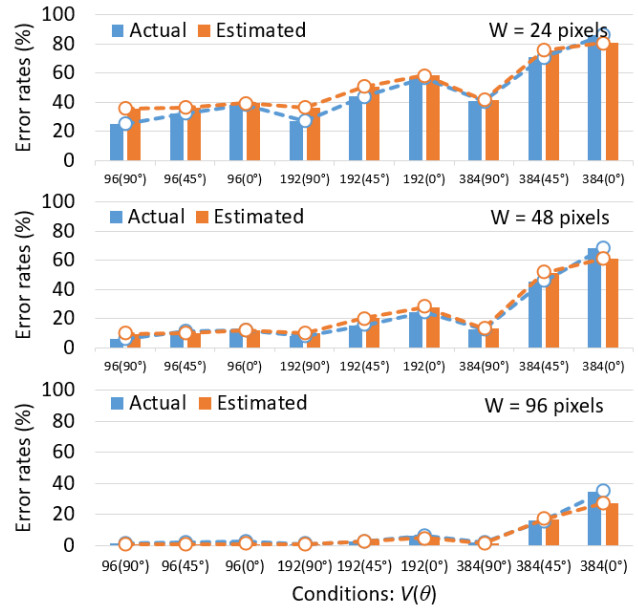 100
Actual Estimated W = 24 pixels
80
60
40
20
0
Error rates (%)
96(90°) 96(45°) 96(0°) 192(90°) 192(45°) 192(0°) 384(90°) 384(45°) 384(0°)
100
Actual Estimated W = 48 pixels
80
60
40
20
0
Error rates (%)
96(90°) 96(45°) 96(0°) 192(90°) 192(45°) 192(0°) 384(90°) 384(45°) 384(0°)
100
Actual Estimated W = 96 pixels
80
60
40
20
0
Error rates (%)
96(90°) 96(45°) 96(0°) 192(90°) 192(45°) 192(0°) 384(90°) 384(45°) 384(0°)
Conditions: V(θ)